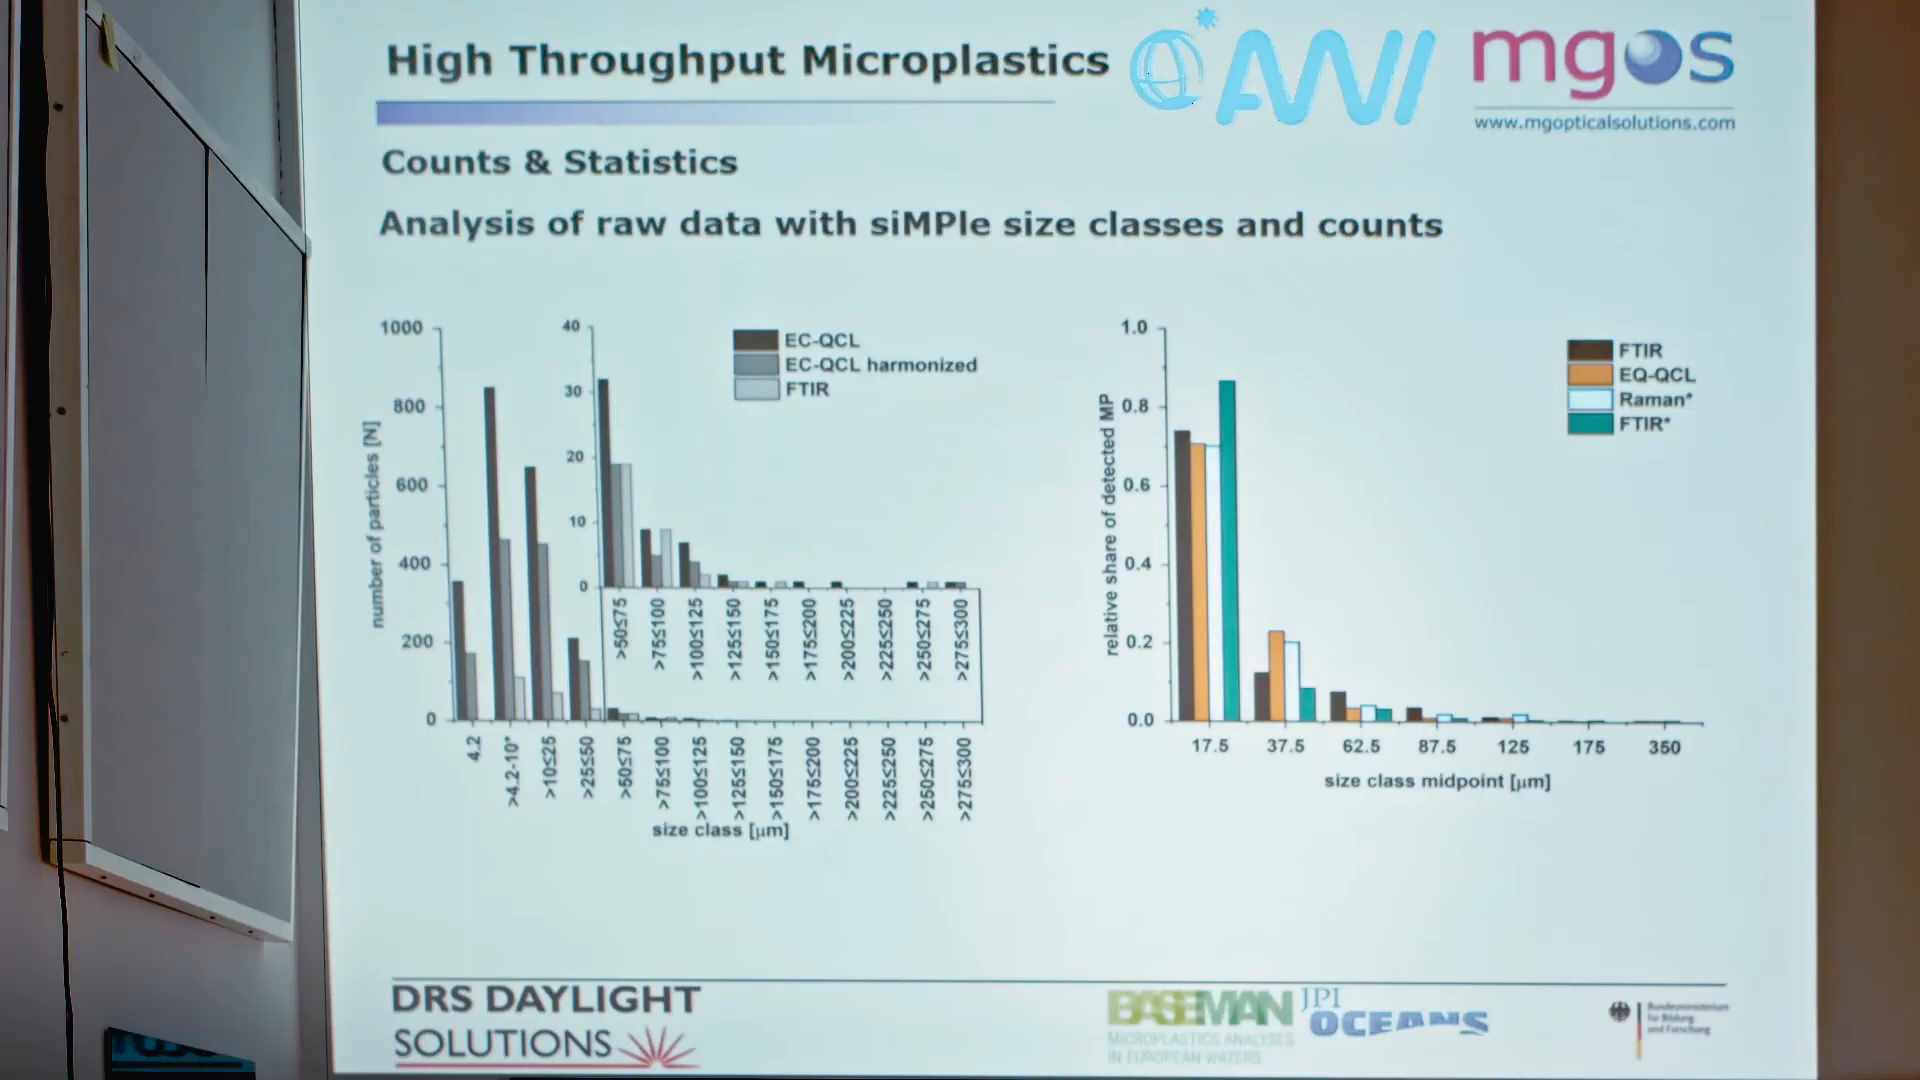 High Throughput Microplastics
AWI
mgos
www.mgopticalsolutions.com
Counts & Statistics
Analysis of raw data with siMPle size classes and counts
1000
800
600
400
200
0
number of particles [N]
40
30
20
10
0
EC-QCL
EC-QCL harmonized
FTIR
>50≤75
>75≤100
>100≤125
>125≤150
>150≤175
>175≤200
>200≤225
>225≤250
>250≤275
>275≤300
4.2
>4.2-10*
>10≤25
>25≤50
>50≤75
>75≤100
>100≤125
>125≤150
>150≤175
>175≤200
>200≤225
>225≤250
>250≤275
>275≤300
size class [µm]
1.0
0.8
0.6
0.4
0.2
0.0
relative share of detected MP
FTIR
EQ-QCL
Raman*
FTIR*
17.5
37.5
62.5
87.5
125
175
350
size class midpoint [µm]
DRS DAYLIGHT
SOLUTIONS
BASEMAN
MICROPLASTICS ANALYSES
IN EUROPEAN WATERS
JPI
OCEANS
Bundesministerium
für Bildung
und Forschung